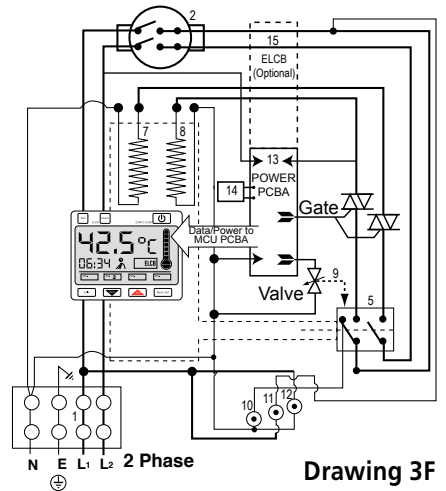 2
15
ELCB
(Optional)
7
8
13
POWER
PCBA
14
Gate
Data/Power to
MCU PCBA
42.5°C
06:34
ELCB
Valve
9
5
10
11
12
1
N E L1 L2 2 Phase
Drawing 3F